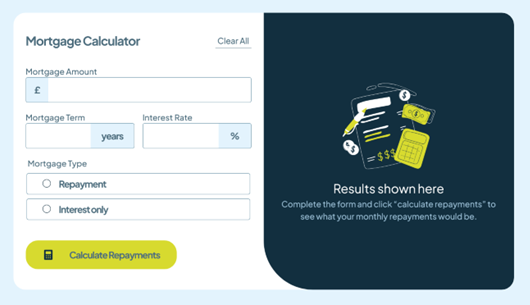 Mortgage Calculator
Clear All
Mortgage Amount
£
Mortgage Term
Interest Rate
years
%
Mortgage Type
Repayment
Interest only
Calculate Repayments
$
$
$
$
= $$$
Results shown here
Complete the form and click “calculate repayments” to
see what your monthly repayments would be.